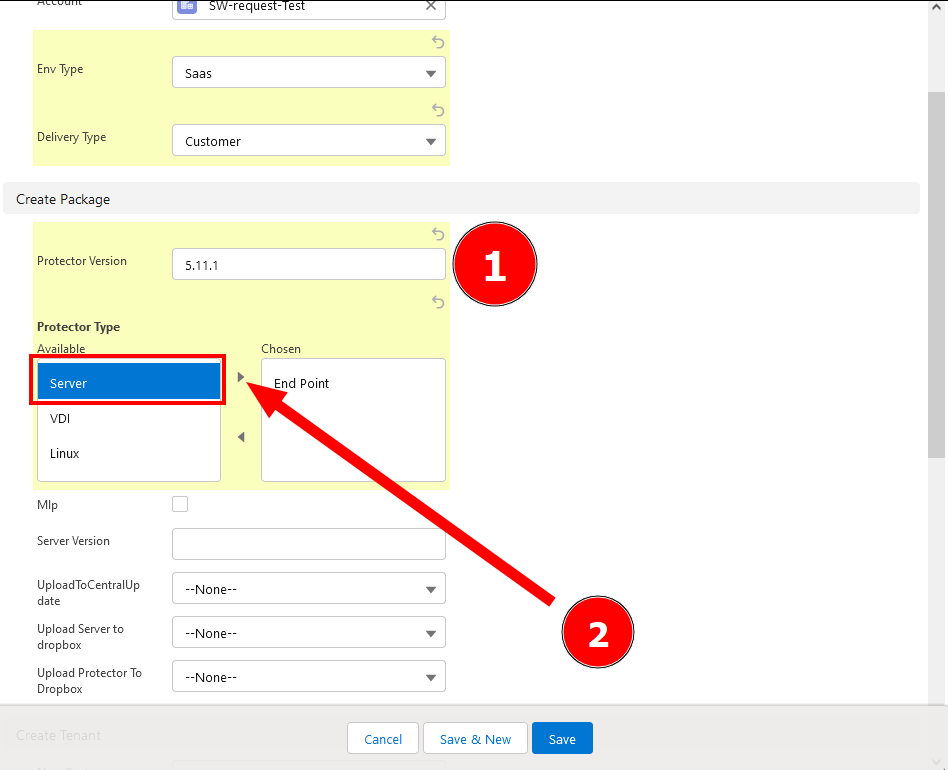 Account SW-request-Test
Env Type Saas
Delivery Type Customer
Create Package
Protector Version 5.11.1
1
Protector Type
Available Chosen
Server End Point
VDI
Linux
Mlp
Server Version
UploadToCentralUp
date
--None--
Upload Server to
dropbox
--None--
Upload Protector To
Dropbox
--None--
2
Create Tenant
Cancel Save & New Save